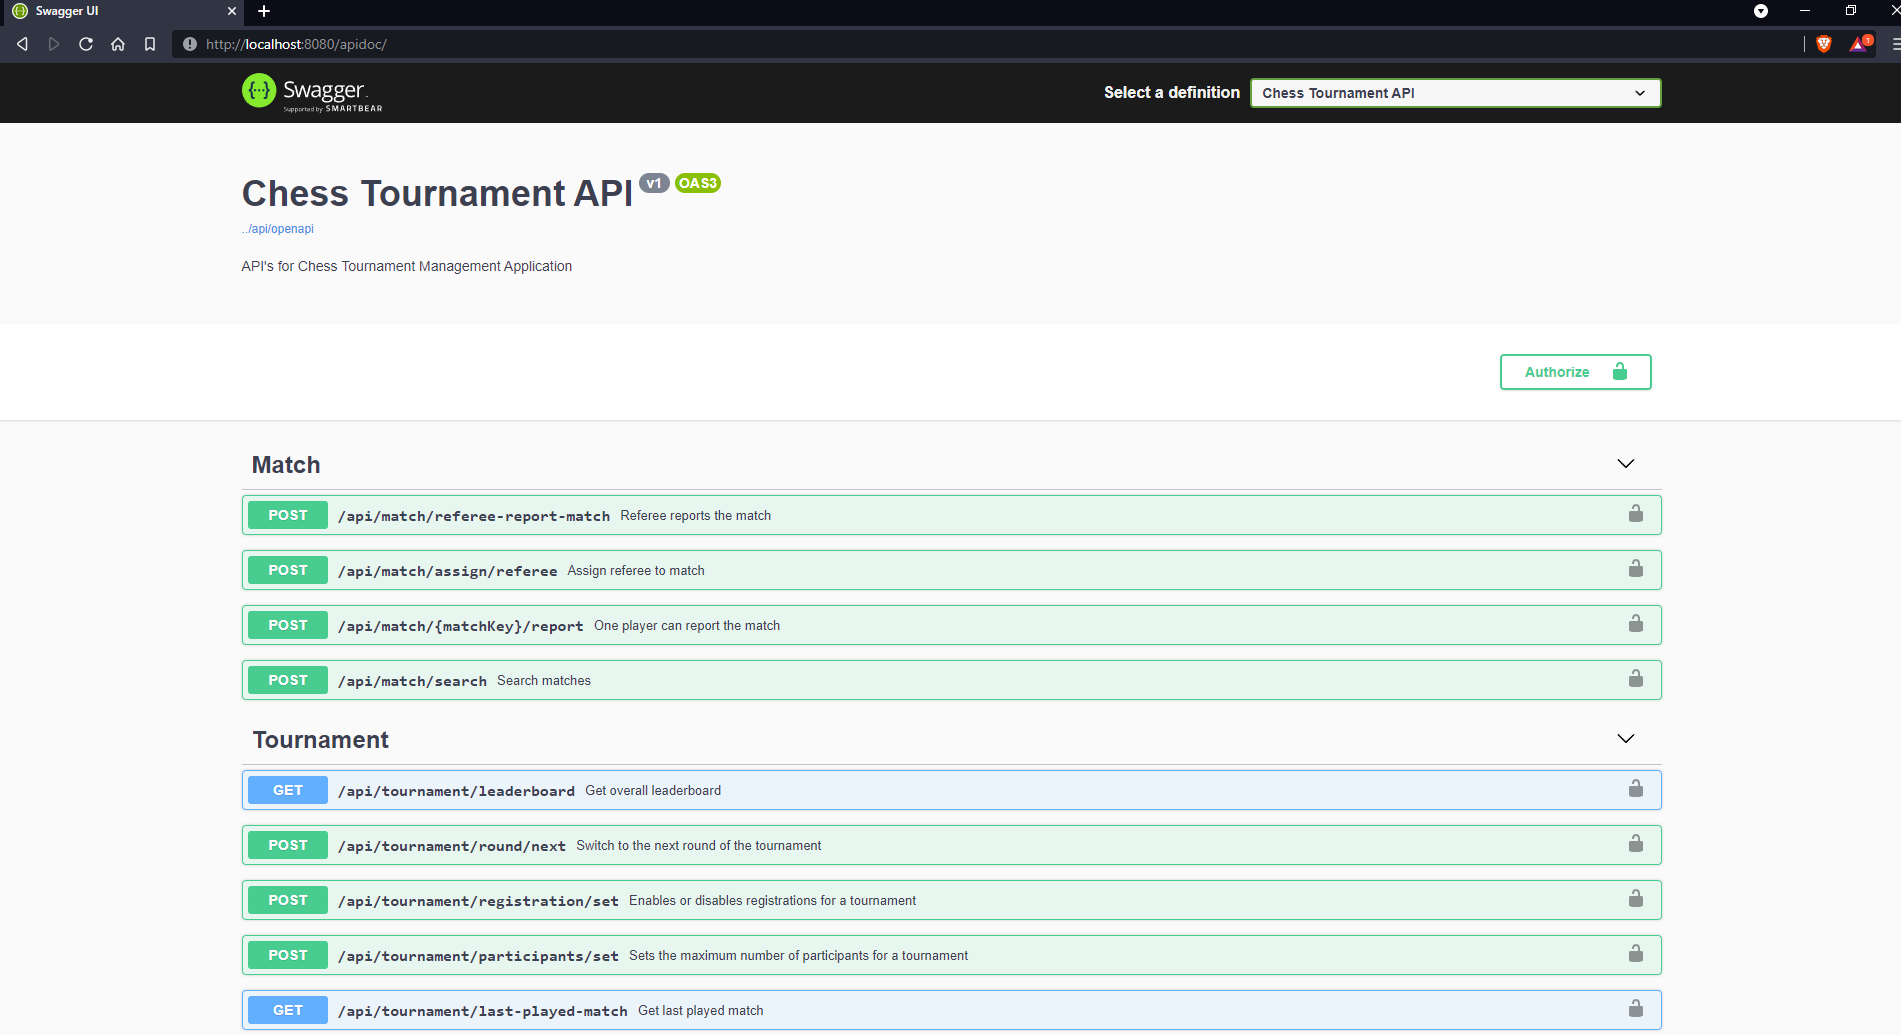 Swagger UI
http://localhost:8080/apidoc/
1
Swagger
Supported by SMARTBEAR
Select a definition
Chess Tournament API
Chess Tournament API v1 OAS3
../api/openapi
API's for Chess Tournament Management Application
Authorize
Match
POST /api/match/referee-report-match Referee reports the match
POST /api/match/assign/referee Assign referee to match
POST /api/match/{matchKey}/report One player can report the match
POST /api/match/search Search matches
Tournament
GET /api/tournament/leaderboard Get overall leaderboard
POST /api/tournament/round/next Switch to the next round of the tournament
POST /api/tournament/registration/set Enables or disables registrations for a tournament
POST /api/tournament/participants/set Sets the maximum number of participants for a tournament
GET /api/tournament/last-played-match Get last played match